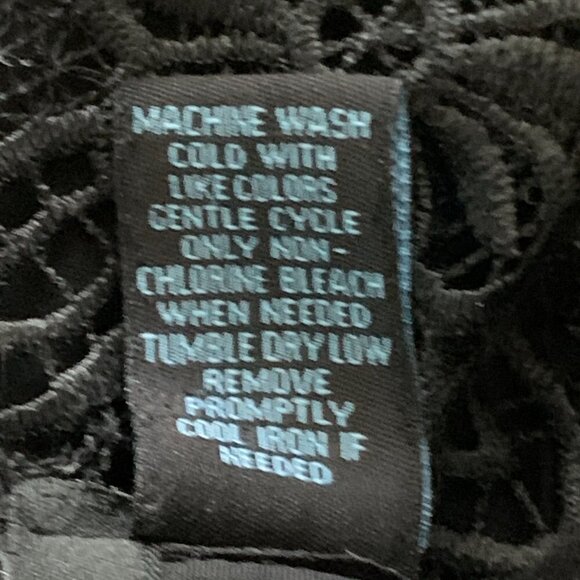 MACHINE WASH
COLD WITH
LIKE COLORS
GENTLE CYCLE
ONLY NON-
CHLORINE BLEACH
WHEN NEEDED
TUMBLE DRY LOW
REMOVE
PROMPTLY
COOL IRON IF
NEEDED